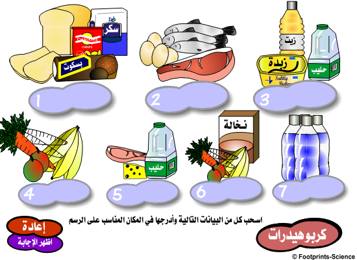 سكر
بسكوت
زيت
زبدة
حليب
1
2
3
نخالة
حليب
4
5
6
7
اسحب كل من البيانات التالية وأدرجها في المكان المناسب على الرسم
إعادة
اظهر الإجابة
كربوهيدرات
© Footprints-Science